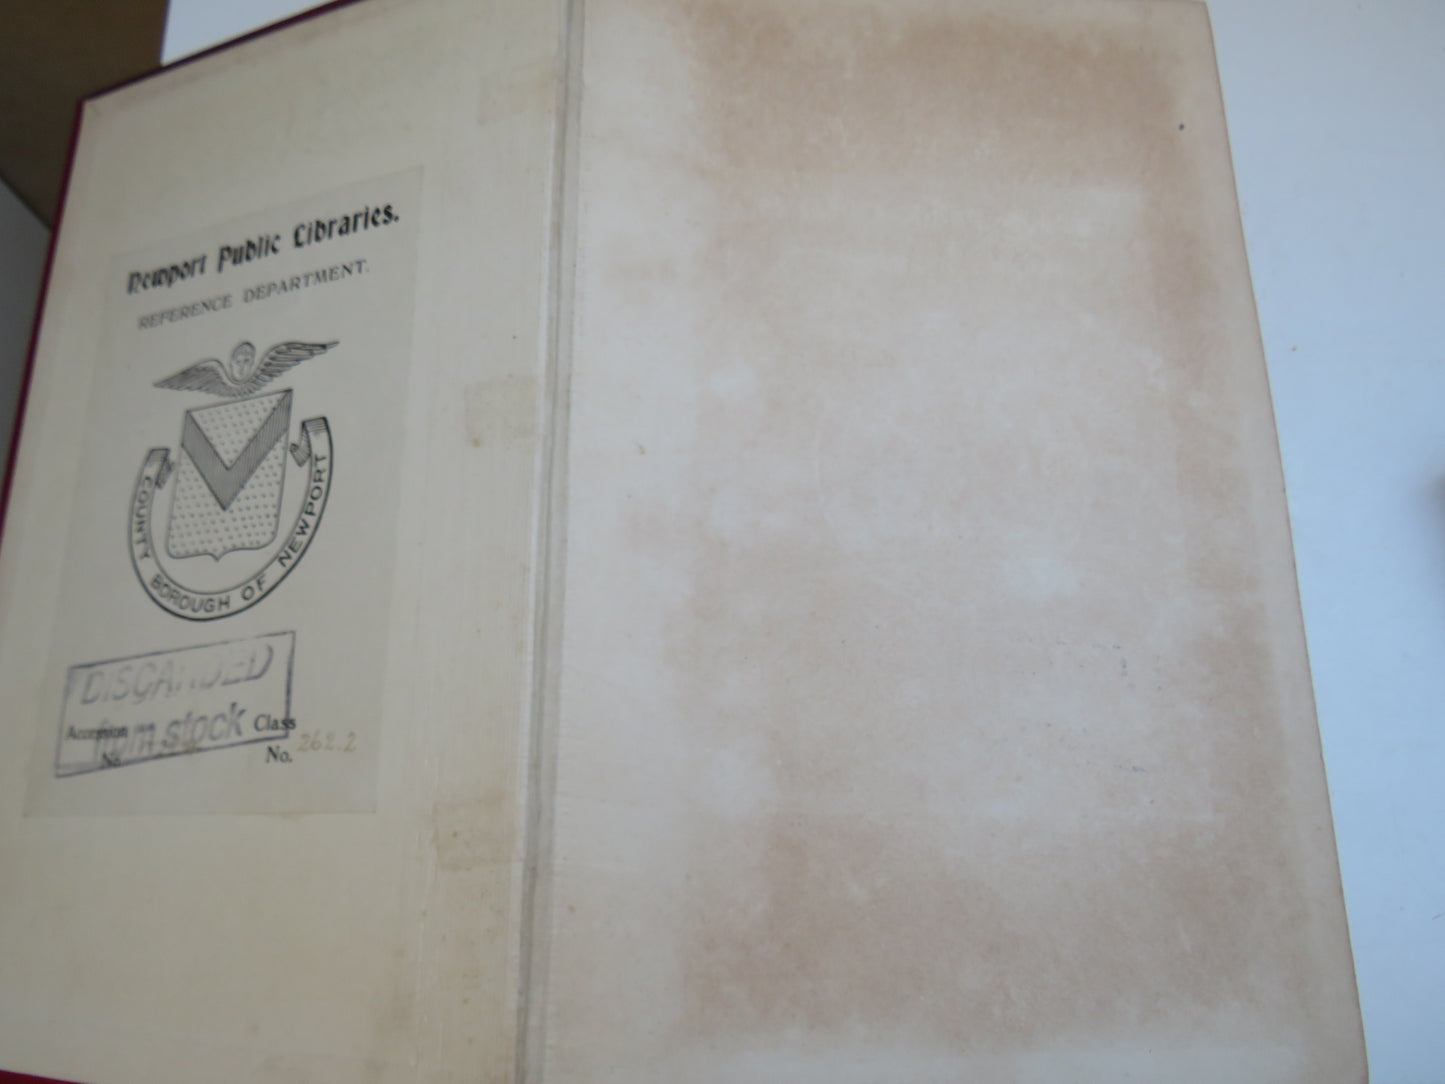 Newport Public Libraries.
REFERENCE DEPARTMENT.
COUNTY BOROUGH OF NEWPORT
DISCARDED
from stock
Accession Class
No. No. 262.2